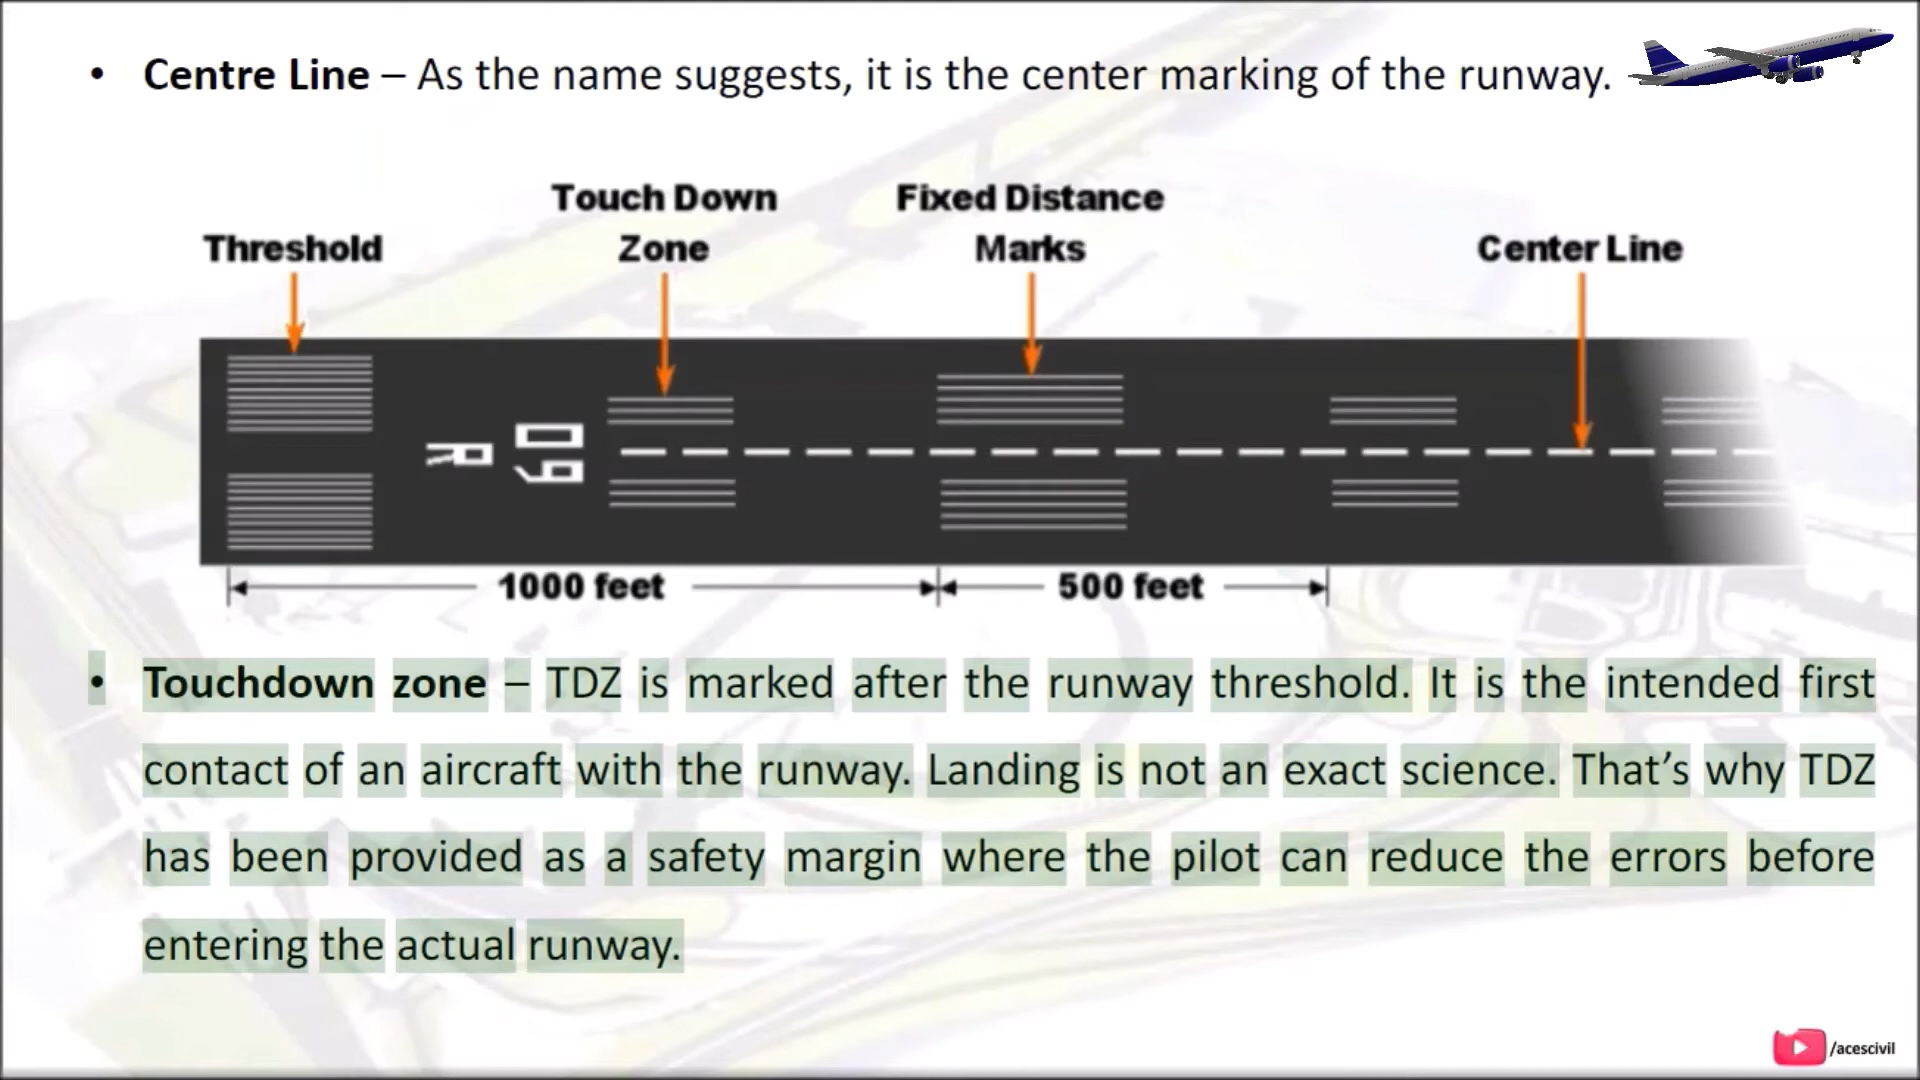 • Centre Line – As the name suggests, it is the center marking of the runway.
Touch Down
Zone
Fixed Distance
Marks
Threshold
Center Line
R
09
1000 feet
500 feet
• Touchdown zone – TDZ is marked after the runway threshold. It is the intended first
contact of an aircraft with the runway. Landing is not an exact science. That’s why TDZ
has been provided as a safety margin where the pilot can reduce the errors before
entering the actual runway.
/acescivil